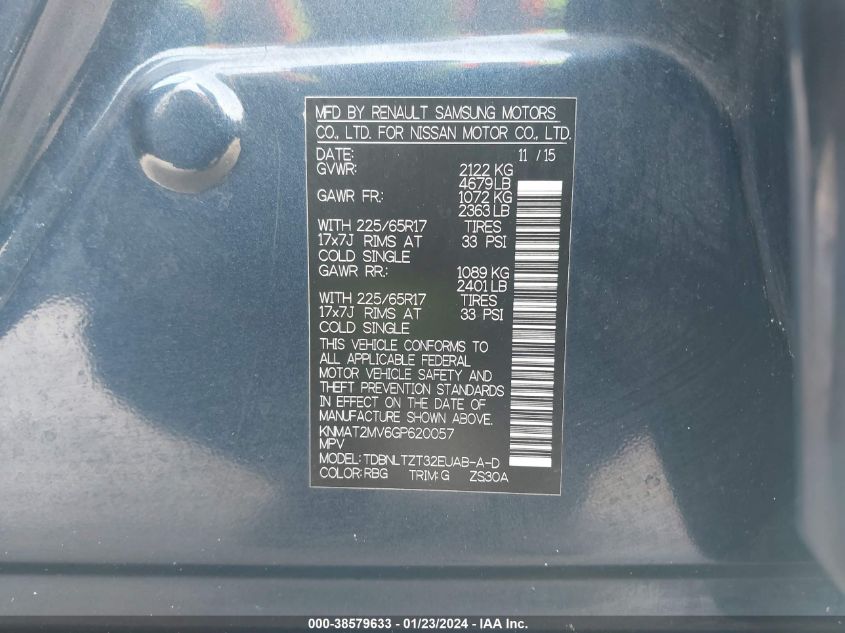 MFD BY RENAULT SAMSUNG MOTORS
CO., LTD. FOR NISSAN MOTOR CO., LTD.
DATE: 11 / 15
GVWR: 2122 KG
4679 LB
GAWR FR.: 1072 KG
2363 LB
WITH 225/65R17 TIRES
17x7J RIMS AT 33 PSI
COLD SINGLE
GAWR RR.: 1089 KG
2401 LB
WITH 225/65R17 TIRES
17x7J RIMS AT 33 PSI
COLD SINGLE
THIS VEHICLE CONFORMS TO
ALL APPLICABLE FEDERAL
MOTOR VEHICLE SAFETY AND
THEFT PREVENTION STANDARDS
IN EFFECT ON THE DATE OF
MANUFACTURE SHOWN ABOVE.
KNMAT2MV6GP620057
MPV
MODEL: TDBNLTZT32EUAB-A-D
COLOR: RBG TRIM: G ZS30A
000-38579633 - 01/23/2024 - IAA Inc.